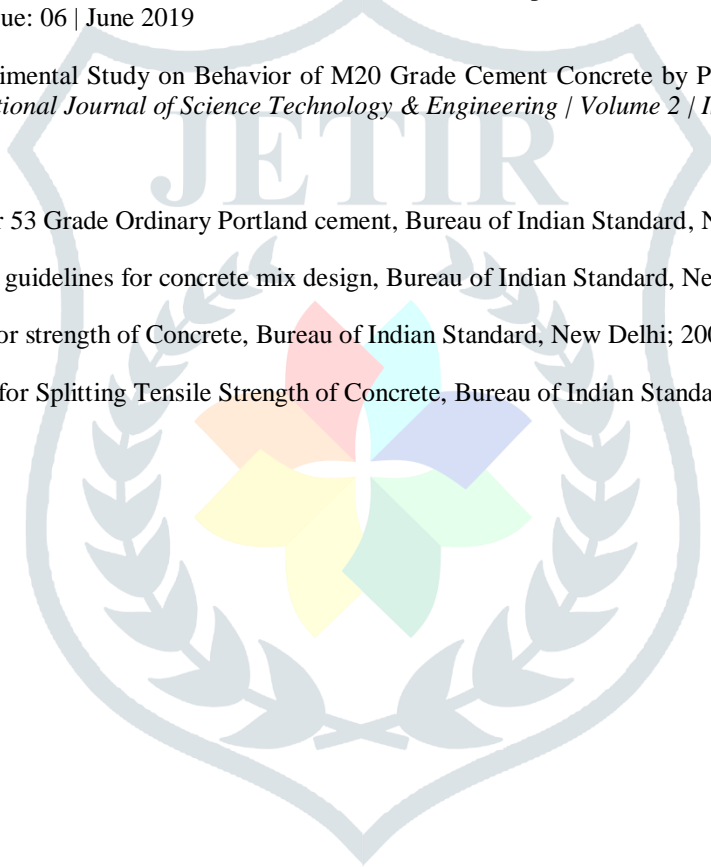 ue: 06 | June 2019
imental Study on Behavior of M20 Grade Cement Concrete by P
tional Journal of Science Technology & Engineering | Volume 2 |
JETIR
r 53 Grade Ordinary Portland cement, Bureau of Indian Standard, N
guidelines for concrete mix design, Bureau of Indian Standard, Ne
or strength of Concrete, Bureau of Indian Standard, New Delhi; 200
for Splitting Tensile Strength of Concrete, Bureau of Indian Standa